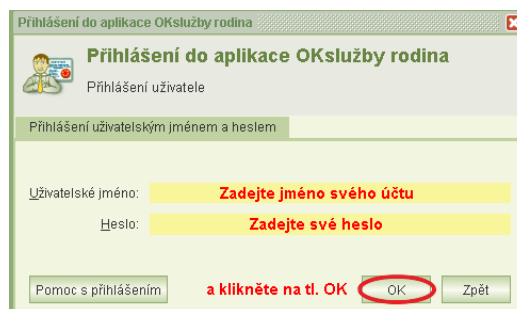 Přihlášení do aplikace OKslužby rodina
Přihlášení do aplikace OKslužby rodina
Přihlášení uživatele
Přihlášení uživatelským jménem a heslem
Uživatelské jméno: Zadejte jméno svého účtu
Heslo: Zadejte své heslo
Pomoc s přihlášením a klikněte na tl. OK OK Zpět